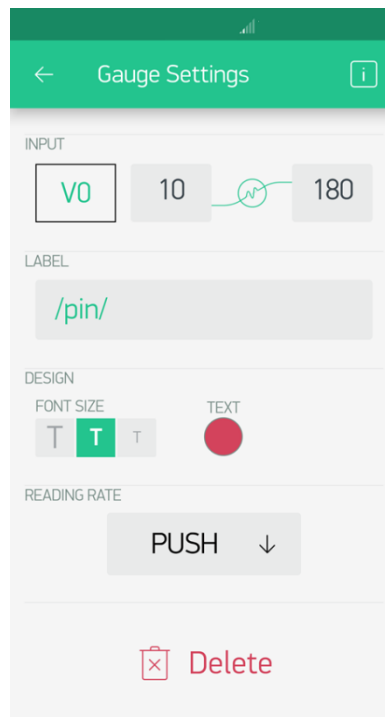 Gauge Settings
i
INPUT
V0 10 180
LABEL
/pin/
DESIGN
FONT SIZE TEXT
T T T
READING RATE
PUSH
Delete